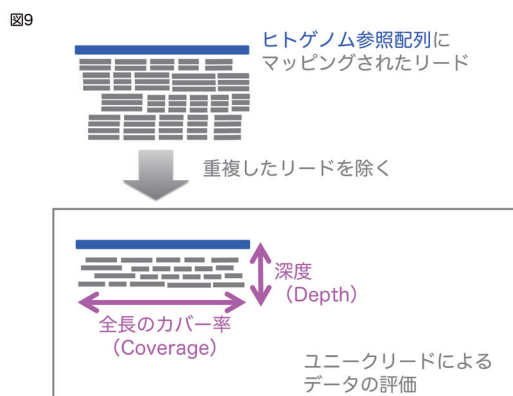 図9
ヒトゲノム参照配列に
マッピングされたリード
重複したリードを除く
深度
（Depth）
全長のカバー率
（Coverage）
ユニークリードによる
データの評価